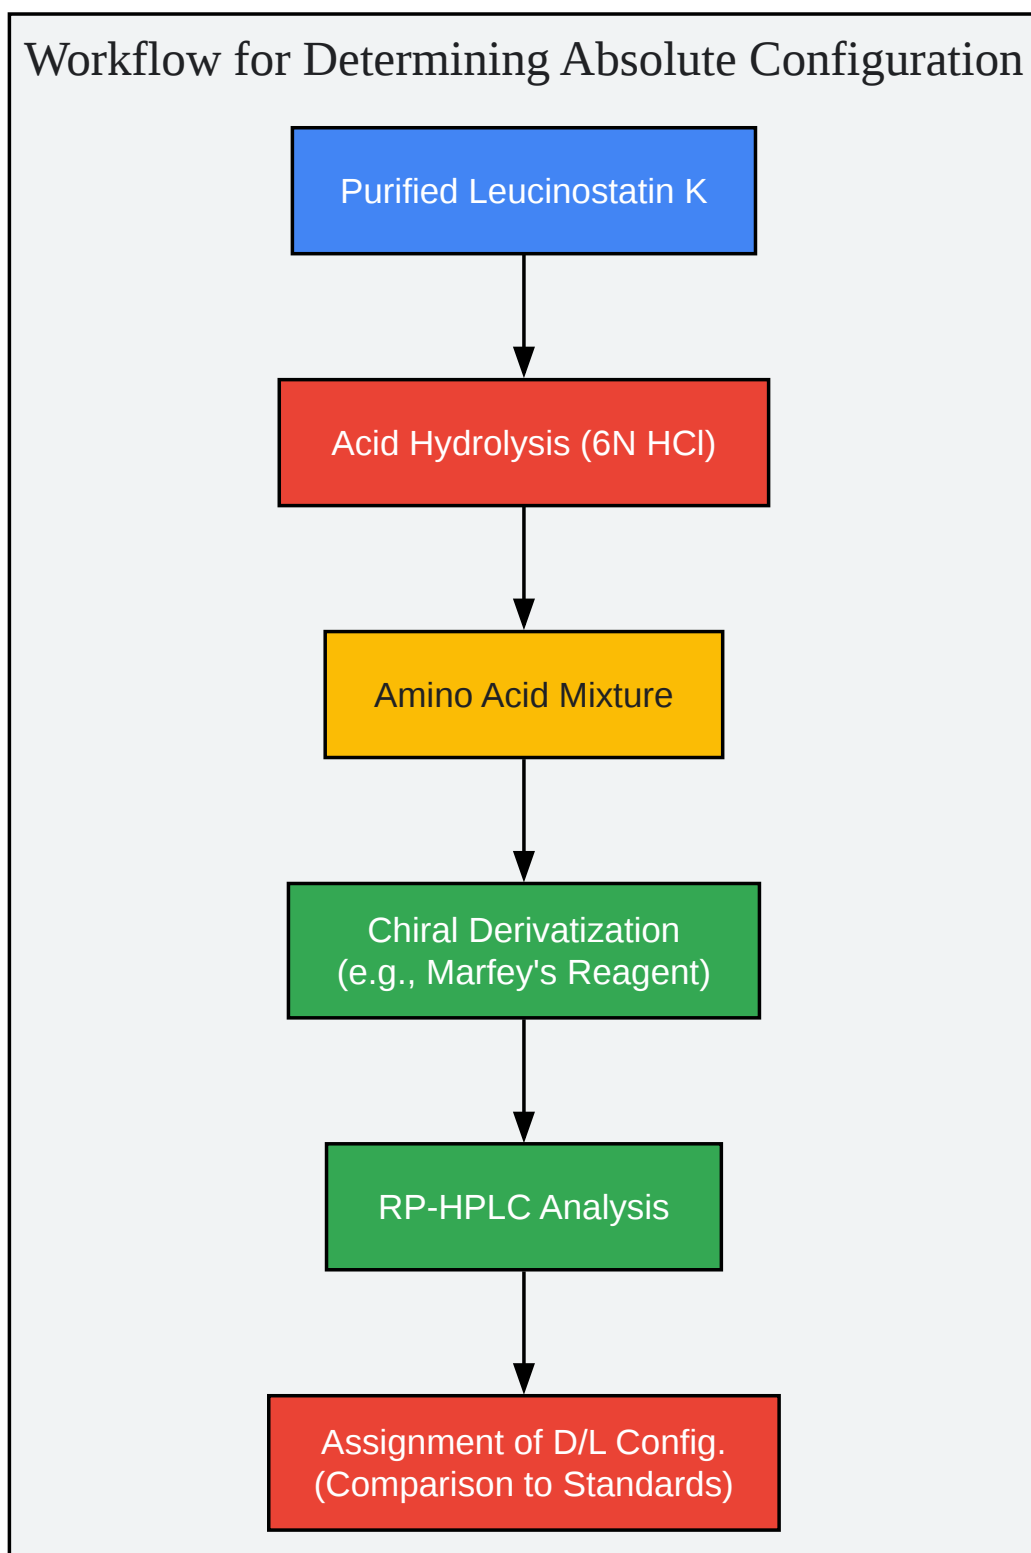 Workflow for Determining Absolute Configuration
Purified Leucinostatin K
Acid Hydrolysis (6N HCl)
Amino Acid Mixture
Chiral Derivatization
(e.g., Marfey's Reagent)
RP-HPLC Analysis
Assignment of D/L Config.
(Comparison to Standards)